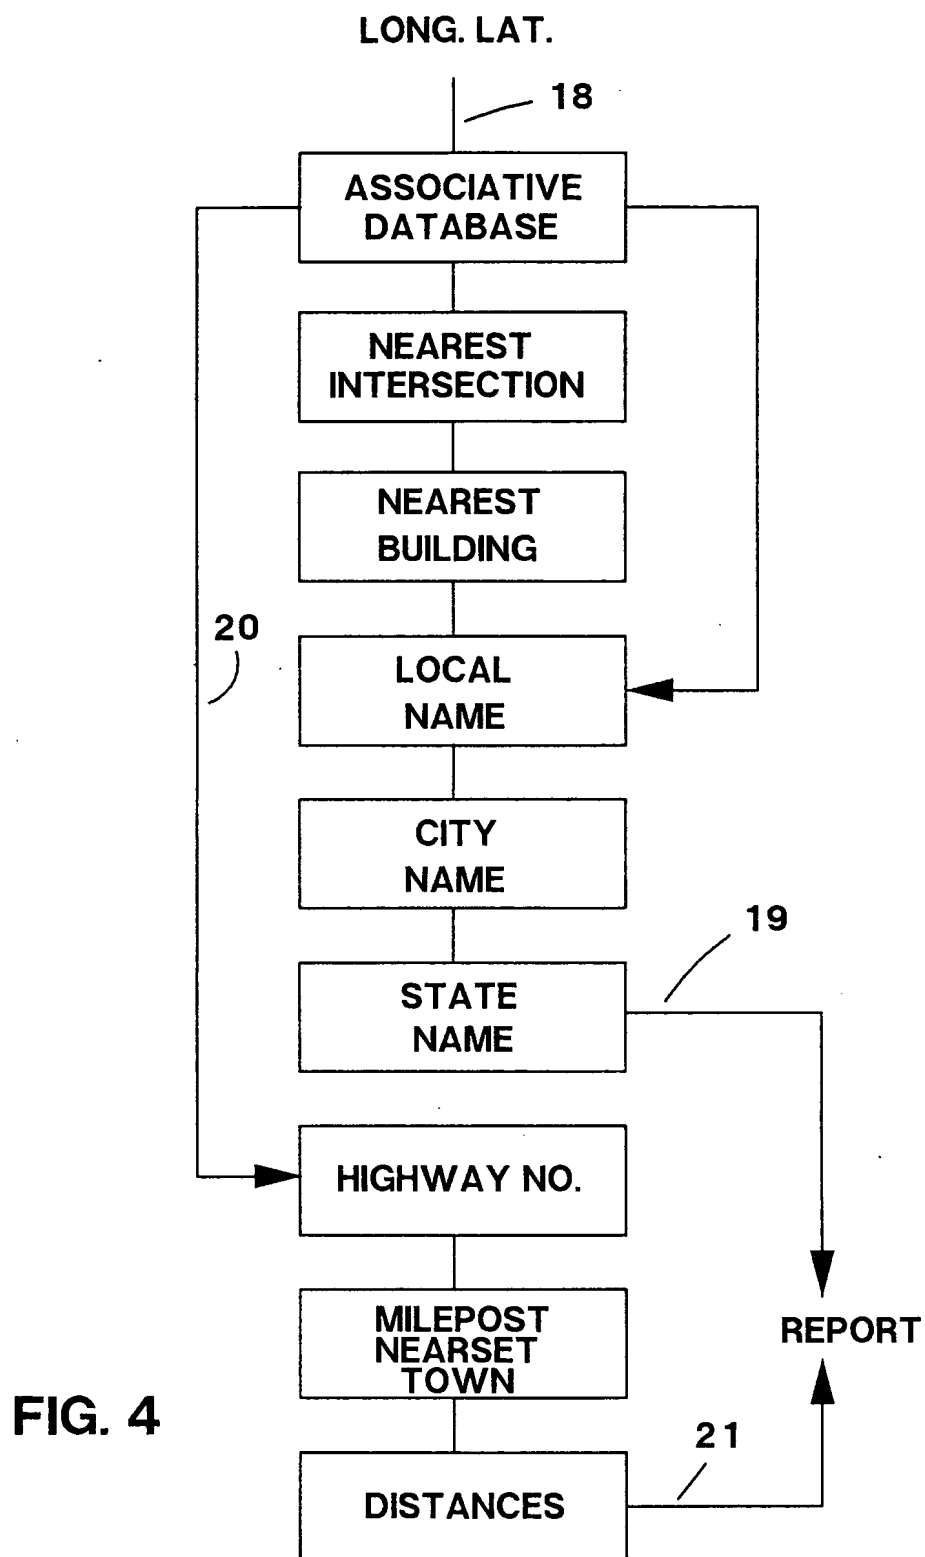 LONG. LAT.
18
ASSOCIATIVE
DATABASE
NEAREST
INTERSECTION
NEAREST
BUILDING
20
LOCAL
NAME
CITY
NAME
19
STATE
NAME
HIGHWAY NO.
MILEPOST
NEARSET
TOWN
REPORT
FIG. 4
21
DISTANCES